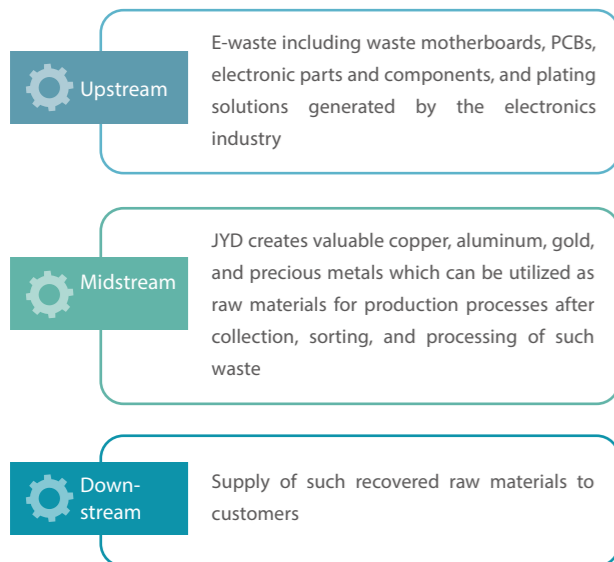 Upstream
E-waste including waste motherboards, PCBs,
electronic parts and components, and plating
solutions generated by the electronics
industry
Midstream
JYD creates valuable copper, aluminum, gold,
and precious metals which can be utilized as
raw materials for production processes after
collection, sorting, and processing of such
waste
Down-
stream
Supply of such recovered raw materials to
customers